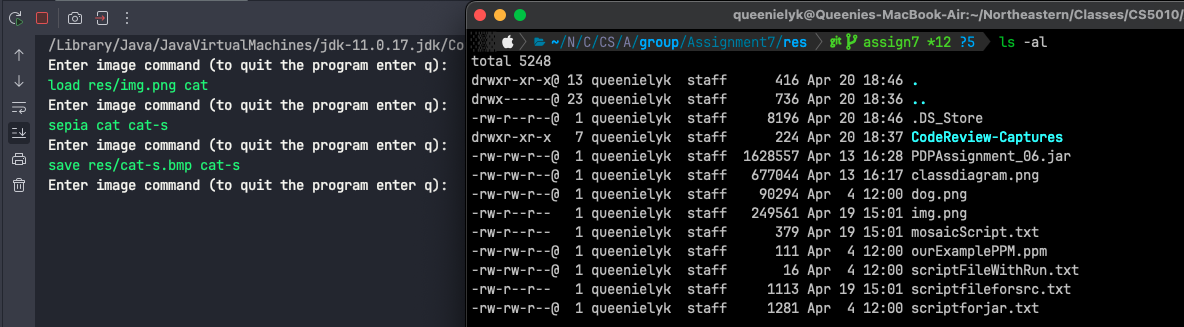 /Library/Java/JavaVirtualMachines/jdk-11.0.17.jdk/Co
Enter image command (to quit the program enter q):
load res/img.png cat
Enter image command (to quit the program enter q):
sepia cat cat-s
Enter image command (to quit the program enter q):
save res/cat-s.bmp cat-s
Enter image command (to quit the program enter q):
queenielyk@Queenies-MacBook-Air:~/Northeastern/Classes/CS5010/
~/N/C/CS/A/group/Assignment7/res git assign7 *12 ?5 ls -al
total 5248
drwxr-xr-x@ 13 queenielyk  staff      416 Apr 20 18:46 .
drwx------@ 23 queenielyk  staff      736 Apr 20 18:36 ..
-rw-r--r--@  1 queenielyk  staff     8196 Apr 20 18:46 .DS_Store
drwxr-xr-x   7 queenielyk  staff      224 Apr 20 18:37 CodeReview-Captures
-rw-rw-r--@  1 queenielyk  staff  1628557 Apr 13 16:28 PDPAssignment_06.jar
-rw-rw-r--@  1 queenielyk  staff   677044 Apr 13 16:17 classdiagram.png
-rw-rw-r--@  1 queenielyk  staff    90294 Apr  4 12:00 dog.png
-rw-r--r--   1 queenielyk  staff   249561 Apr 19 15:01 img.png
-rw-r--r--   1 queenielyk  staff      379 Apr 19 15:01 mosaicScript.txt
-rw-rw-r--@  1 queenielyk  staff      111 Apr  4 12:00 ourExamplePPM.ppm
-rw-rw-r--@  1 queenielyk  staff       16 Apr  4 12:00 scriptFileWithRun.txt
-rw-rw-r--@  1 queenielyk  staff     1113 Apr 19 15:01 scriptfileforsrc.txt
-rw-rw-r--@  1 queenielyk  staff     1281 Apr  4 12:00 scriptforjar.txt